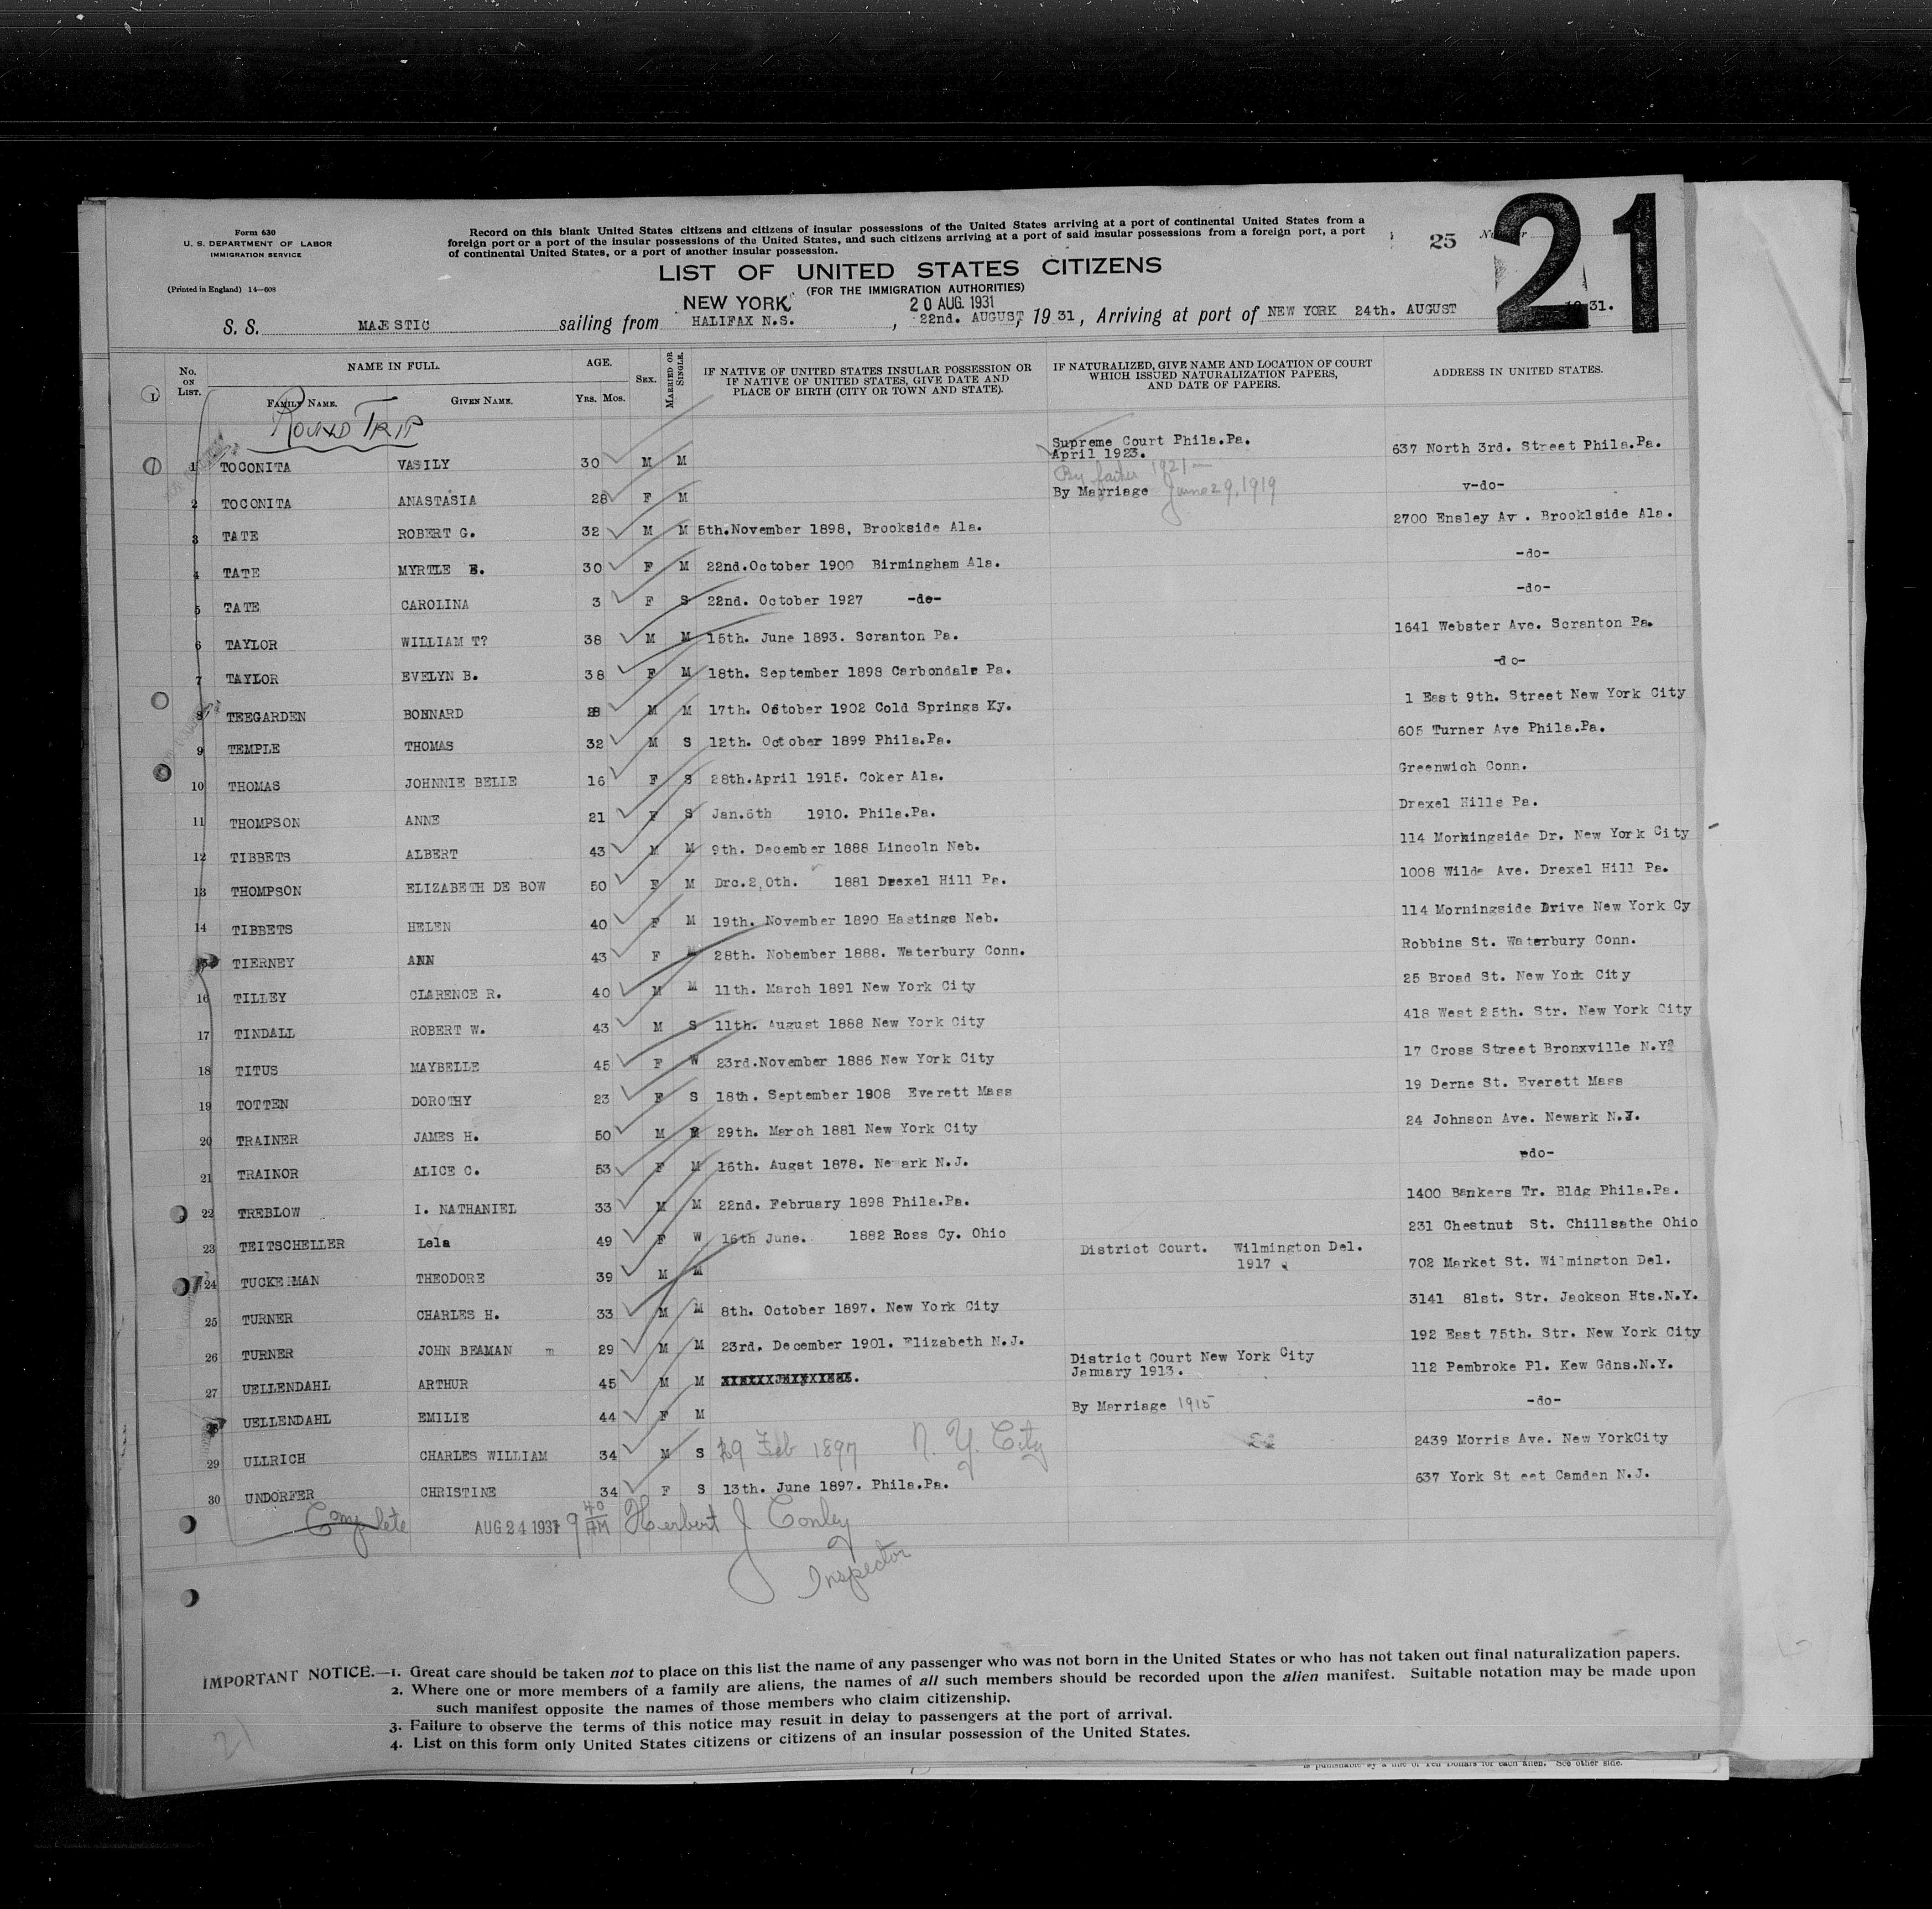 Form 630
U. S. DEPARTMENT OF LABOR
IMMIGRATION SERVICE
(Printed in England) 14—608
Record on this blank United States citizens and citizens of insular possessions of the United States arriving at a port of continental United States from a
foreign port or a port of the insular possessions of the United States, and such citizens arriving at a port of said insular possessions from a foreign port, a port
of continental United States, or a port of another insular possession.
25
21
LIST OF UNITED STATES CITIZENS
(FOR THE IMMIGRATION AUTHORITIES)
NEW YORK 20 AUG. 1931
S. S. MAJESTIC sailing from HALIFAX N.S., 22nd. AUGUST, 1931, Arriving at port of NEW YORK 24th. AUGUST 31.
No. ON LIST. NAME IN FULL. AGE. SEX. MARRIED OR SINGLE. IF NATIVE OF UNITED STATES INSULAR POSSESSION OR IF NATIVE OF UNITED STATES, GIVE DATE AND PLACE OF BIRTH (CITY OR TOWN AND STATE). IF NATURALIZED, GIVE NAME AND LOCATION OF COURT WHICH ISSUED NATURALIZATION PAPERS, AND DATE OF PAPERS. ADDRESS IN UNITED STATES.
FAMILY NAME. GIVEN NAME. YRS. MOS.
ROUND TRIP
1 TOCONITA VASILY 30 M M Supreme Court Phila.Pa. April 1923. 637 North 3rd. Street Phila.Pa.
By father 1921
2 TOCONITA ANASTASIA 28 F M By Marriage June 29, 1919 v-do-
3 TATE ROBERT G. 32 M M 5th.November 1898, Brookside Ala. 2700 Ensley Av . Brooklside Ala.
4 TATE MYRTLE E. 30 F M 22nd.October 1900 Birmingham Ala. -do-
5 TATE CAROLINA 3 F S 22nd. October 1927 -do- -do-
6 TAYLOR WILLIAM T? 38 M M 15th. June 1893. Scranton Pa. 1641 Webster Ave. Scranton Pa.
7 TAYLOR EVELYN B. 38 F M 18th. September 1898 Carbondale Pa. -do-
8 TEEGARDEN BOHNARD 28 M M 17th. October 1902 Cold Springs Ky. 1 East 9th. Street New York City
9 TEMPLE THOMAS 32 M S 12th. October 1899 Phila.Pa. 605 Turner Ave Phila.Pa.
10 THOMAS JOHNNIE BELLE 16 F S 28th.April 1915. Coker Ala. Greenwich Conn.
11 THOMPSON ANNE 21 F S Jan.6th 1910. Phila.Pa. Drexel Hills Pa.
12 TIBBETS ALBERT 43 M M 9th. December 1888 Lincoln Neb. 114 Morningside Dr. New York City
13 THOMPSON ELIZABETH DE BOW 50 F M Drc.2,0th. 1881 Drexel Hill Pa. 1008 Wilde Ave. Drexel Hill Pa.
14 TIBBETS HELEN 40 F M 19th. November 1890 Hastings Neb. 114 Morningside Drive New York Cy
15 TIERNEY ANN 43 F M 28th. Nobember 1888. Waterbury Conn. Robbins St. Waterbury Conn.
16 TILLEY CLARENCE R. 40 M M 11th. March 1891 New York City 25 Broad St. New York City
17 TINDALL ROBERT W. 43 M S 11th. August 1888 New York City 418 West 25th. Str. New York City
18 TITUS MAYBELLE 45 F W 23rd.November 1886 New York City 17 Cross Street Bronxville N.Y?
19 TOTTEN DOROTHY 23 F S 18th. September 1908 Everett Mass 19 Derne St. Everett Mass
20 TRAINER JAMES H. 50 M 29th. March 1881 New York City 24 Johnson Ave. Newark N.J.
21 TRAINOR ALICE C. 53 F M 16th. Augst 1878. Newark N.J. -do-
22 TREBLOW I. NATHANIEL 33 M M 22nd. February 1898 Phila.Pa. 1400 Bankers Tr. Bldg Phila.Pa.
23 TEITSCHELLER Lela 49 F W 16th June. 1882 Ross Cy. Ohio 231 Chestnut St. Chillsathe Ohio
24 TUCKERMAN THEODORE 39 M M District Court. Wilmington Del. 1917 702 Market St. Wilmington Del.
25 TURNER CHARLES H. 33 M M 8th. October 1897. New York City 3141 81st. Str. Jackson Hts.N.Y.
26 TURNER JOHN BEAMAN m 29 M M 23rd. December 1901. Elizabeth N.J. 192 East 75th. Str. New York City
27 UELLENDAHL ARTHUR 45 M M District Court New York City January 1913. 112 Pembroke Pl. Kew Gdns.N.Y.
28 UELLENDAHL EMILIE 44 F M By Marriage 1915 -do-
29 ULLRICH CHARLES WILLIAM 34 M S 19 Feb 1897 N.Y. City 2439 Morris Ave. New YorkCity
30 UNDORFER CHRISTINE 34 F S 13th. June 1897. Phila.Pa. 637 York St eet Camden N.J.
Complete AUG 24 1931 9 40 AM Herbert J Conley
Inspector
IMPORTANT NOTICE.—1. Great care should be taken not to place on this list the name of any passenger who was not born in the United States or who has not taken out final naturalization papers.
2. Where one or more members of a family are aliens, the names of all such members should be recorded upon the alien manifest. Suitable notation may be made upon
such manifest opposite the names of those members who claim citizenship.
3. Failure to observe the terms of this notice may result in delay to passengers at the port of arrival.
4. List on this form only United States citizens or citizens of an insular possession of the United States.
21
is punishable by a fine of Ten Dollars for each alien. See other side.